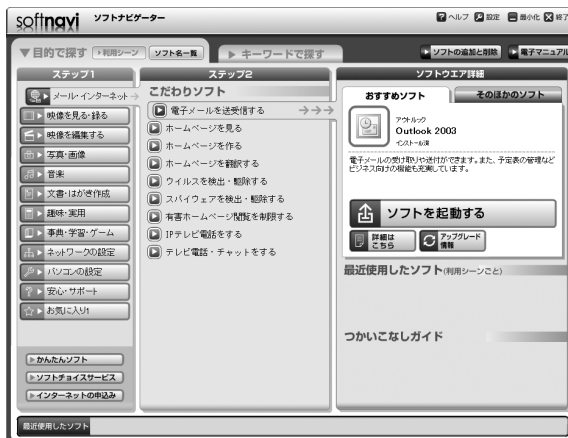 softnavi ソフトナビゲーター
ヘルプ 設定 最小化 終了
目的で探す 利用シーン ソフト名一覧 キーワードで探す ソフトの追加と削除 電子マニュアル
ステップ1
メール・インターネット
映像を見る・録る
映像を編集する
写真・画像
音楽
文書・はがき作成
趣味・実用
事典・学習・ゲーム
ネットワークの設定
パソコンの設定
安心・サポート
お気に入り1
かんたんソフト
ソフトチョイスサービス
インターネットの申込み
ステップ2
こだわりソフト
電子メールを送受信する
ホームページを見る
ホームページを作る
ホームページを翻訳する
ウイルスを検出・駆除する
スパイウェアを検出・駆除する
有害ホームページ閲覧を制限する
IPテレビ電話をする
テレビ電話・チャットをする
ソフトウエア詳細
おすすめソフト そのほかのソフト
アウトルック
Outlook 2003
インストール済
電子メールの受け取りや送付ができます。また、予定表の管理など
ビジネス向けの機能も充実しています。
ソフトを起動する
詳細は
こちら
アップグレード
情報
最近使用したソフト(利用シーンごと)
つかいこなしガイド
最近使用したソフト